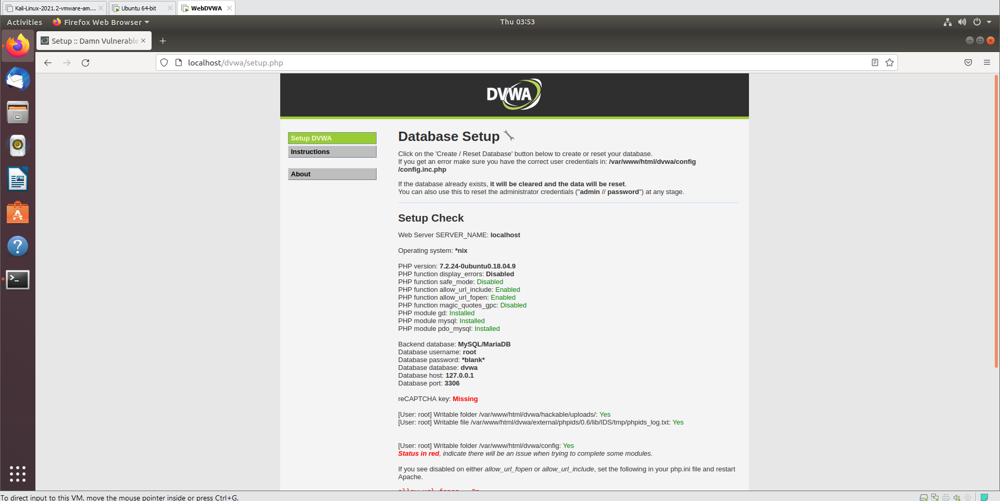 Kali-Linux-2021.2-vmware-am...
Ubuntu 64-bit
WebDVWA
Activities
Firefox Web Browser
Thu 03:53
Setup :: Damn Vulnerable
localhost/dvwa/setup.php
DVWA
Setup DVWA
Instructions
About
Database Setup
Click on the 'Create / Reset Database' button below to create or reset your database.
If you get an error make sure you have the correct user credentials in: /var/www/html/dvwa/config
/config.inc.php
If the database already exists, it will be cleared and the data will be reset.
You can also use this to reset the administrator credentials ("admin // password") at any stage.
Setup Check
Web Server SERVER_NAME: localhost
Operating system: *nix
PHP version: 7.2.24-0ubuntu0.18.04.9
PHP function display_errors: Disabled
PHP function safe_mode: Disabled
PHP function allow_url_include: Enabled
PHP function allow_url_fopen: Enabled
PHP function magic_quotes_gpc: Disabled
PHP module gd: Installed
PHP module mysql: Installed
PHP module pdo_mysql: Installed
Backend database: MySQL/MariaDB
Database username: root
Database password: *blank*
Database database: dvwa
Database host: 127.0.0.1
Database port: 3306
reCAPTCHA key: Missing
[User: root] Writable folder /var/www/html/dvwa/hackable/uploads/: Yes
[User: root] Writable file /var/www/html/dvwa/external/phpids/0.6/lib/IDS/tmp/phpids_log.txt: Yes
[User: root] Writable folder /var/www/html/dvwa/config: Yes
Status in red, indicate there will be an issue when trying to complete some modules.
If you see disabled on either allow_url_fopen or allow_url_include, set the following in your php.ini file and restart
Apache.
To direct input to this VM, move the mouse pointer inside or press Ctrl+G.